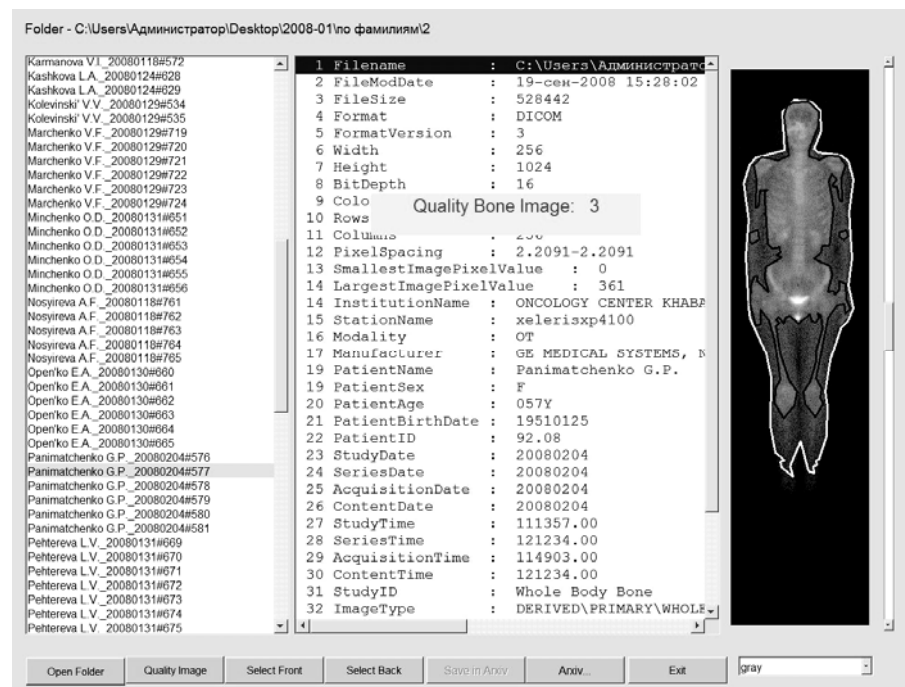 Folder - C:\Users\Администратор\Desktop\2008-01\по фамилиям\2
Karmanova V.I._20080118#572
Kashkova L.A._20080124#628
Kashkova L.A._20080124#629
Kolevinski' V.V._20080129#534
Kolevinski' V.V._20080129#535
Marchenko V.F._20080129#719
Marchenko V.F._20080129#720
Marchenko V.F._20080129#721
Marchenko V.F._20080129#722
Marchenko V.F._20080129#723
Marchenko V.F._20080129#724
Minchenko O.D._20080131#651
Minchenko O.D._20080131#652
Minchenko O.D._20080131#653
Minchenko O.D._20080131#654
Minchenko O.D._20080131#655
Minchenko O.D._20080131#656
Nosyireva A.F._20080118#761
Nosyireva A.F._20080118#762
Nosyireva A.F._20080118#763
Nosyireva A.F._20080118#764
Nosyireva A.F._20080118#765
Open'ko E.A._20080130#660
Open'ko E.A._20080130#661
Open'ko E.A._20080130#662
Open'ko E.A._20080130#663
Open'ko E.A._20080130#664
Open'ko E.A._20080130#665
Panimatchenko G.P._20080204#576
Panimatchenko G.P._20080204#577
Panimatchenko G.P._20080204#578
Panimatchenko G.P._20080204#579
Panimatchenko G.P._20080204#580
Panimatchenko G.P._20080204#581
Pehtereva L.V._20080131#669
Pehtereva L.V._20080131#670
Pehtereva L.V._20080131#671
Pehtereva L.V._20080131#672
Pehtereva L.V._20080131#673
Pehtereva L.V._20080131#674
Pehtereva L.V._20080131#675
1 Filename : C:\Users\Администрато
2 FileModDate : 19-сен-2008 15:28:02
3 FileSize : 528442
4 Format : DICOM
5 FormatVersion : 3
6 Width : 256
7 Height : 1024
8 BitDepth : 16
9 Colo
Quality Bone Image: 3
10 Rows
11 Columns : 256
12 PixelSpacing : 2.2091-2.2091
13 SmallestImagePixelValue : 0
14 LargestImagePixelValue : 361
14 InstitutionName : ONCOLOGY CENTER KHABA
15 StationName : xelerisxp4100
16 Modality : OT
17 Manufacturer : GE MEDICAL SYSTEMS, N
19 PatientName : Panimatchenko G.P.
19 PatientSex : F
20 PatientAge : 057Y
21 PatientBirthDate : 19510125
22 PatientID : 92.08
23 StudyDate : 20080204
24 SeriesDate : 20080204
25 AcquisitionDate : 20080204
26 ContentDate : 20080204
27 StudyTime : 111357.00
28 SeriesTime : 121234.00
29 AcquisitionTime : 114903.00
30 ContentTime : 121234.00
31 StudyID : Whole Body Bone
32 ImageType : DERIVED\PRIMARY\WHOLE
Open Folder
Quality Image
Select Front
Select Back
Save in Arxiv
Arxiv...
Exit
gray